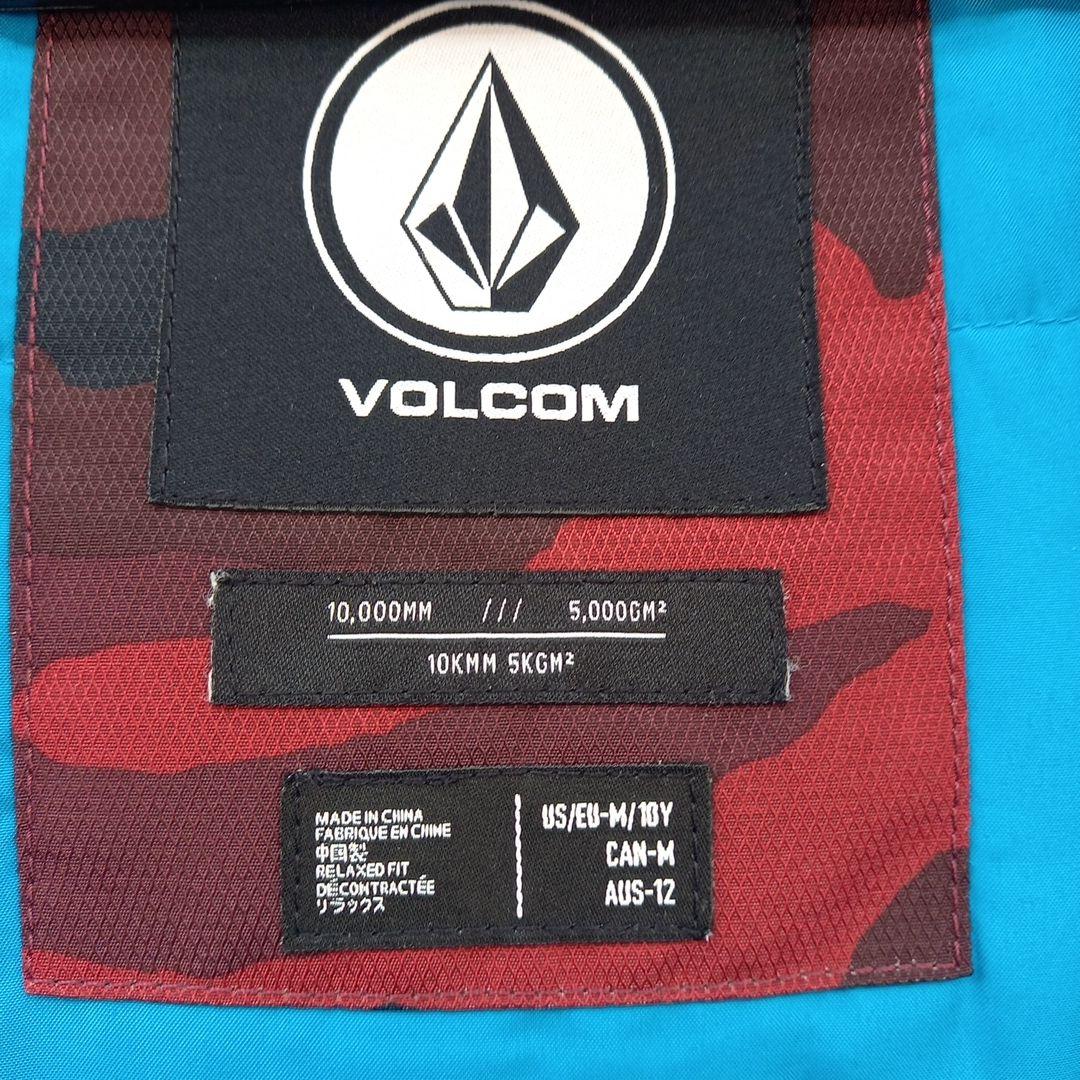 VOLCOM
10,000MM /// 5,000GM²
10KMM 5KGM²
MADE IN CHINA
FABRIQUE EN CHINE
中国製
RELAXED FIT
DÉCONTRACTÉE
リラックス
US/EU-M/10Y
CAN-M
AUS-12